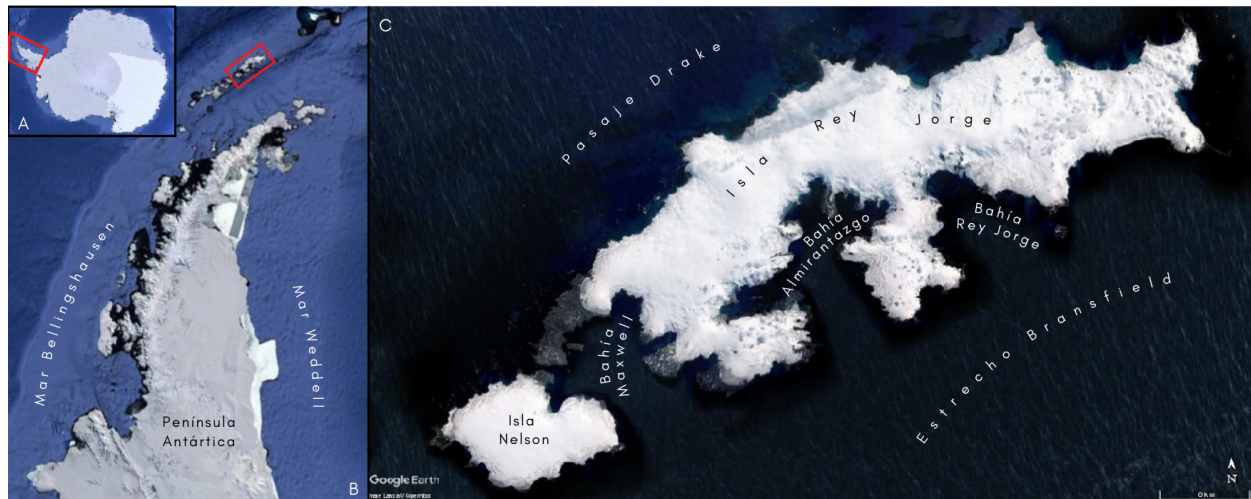 A
Mar Bellingshausen
Mar Weddell
Península
Antártica
B
C
Pasaje Drake
Isla Rey Jorge
Bahía
Almirantazgo
Bahía
Rey Jorge
Bahía
Maxwell
Estrecho Bransfield
Isla
Nelson
Google Earth
N